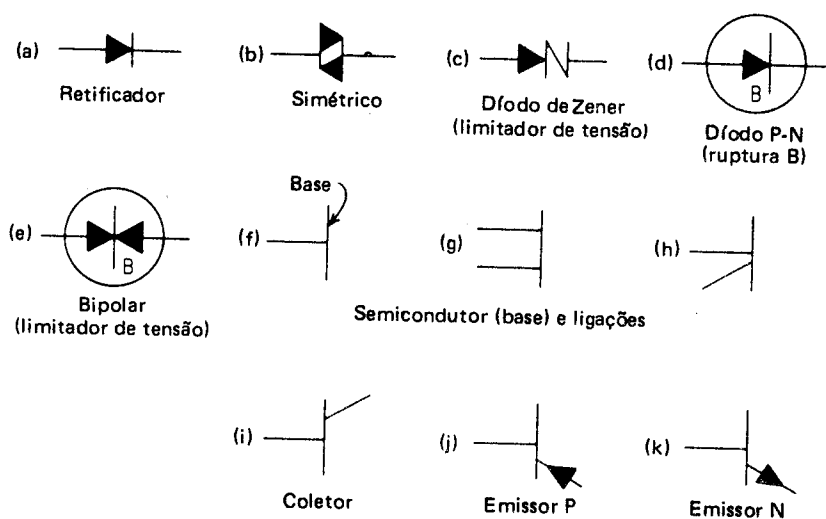 (a)
Retificador
(b)
Simétrico
(c)
Díodo de Zener
(limitador de tensão)
(d)
B
Díodo P-N
(ruptura B)
(e)
B
Bipolar
(limitador de tensão)
Base
(f)
(g)
(h)
Semicondutor (base) e ligações
(i)
Coletor
(j)
Emissor P
(k)
Emissor N